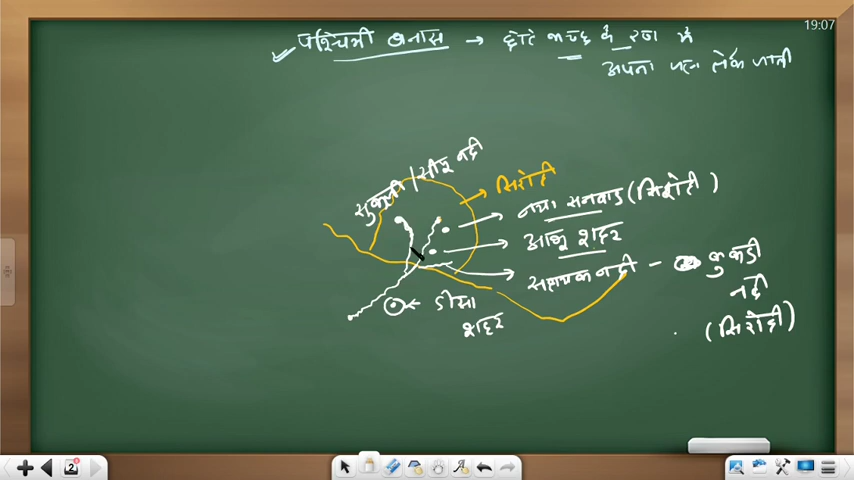 19:07
पश्चिमी बनास → छोटे कच्छ के रण में
अपना जल लेकर जाती
सुकली / सीपू नदी
→ सिरोही
→ नया सनवाड़ (सिरोही)
→ आबू शहर
→ सहायक नदी - कुकड़ी
नदी
(सिरोही)
← डीसा
शहर
2